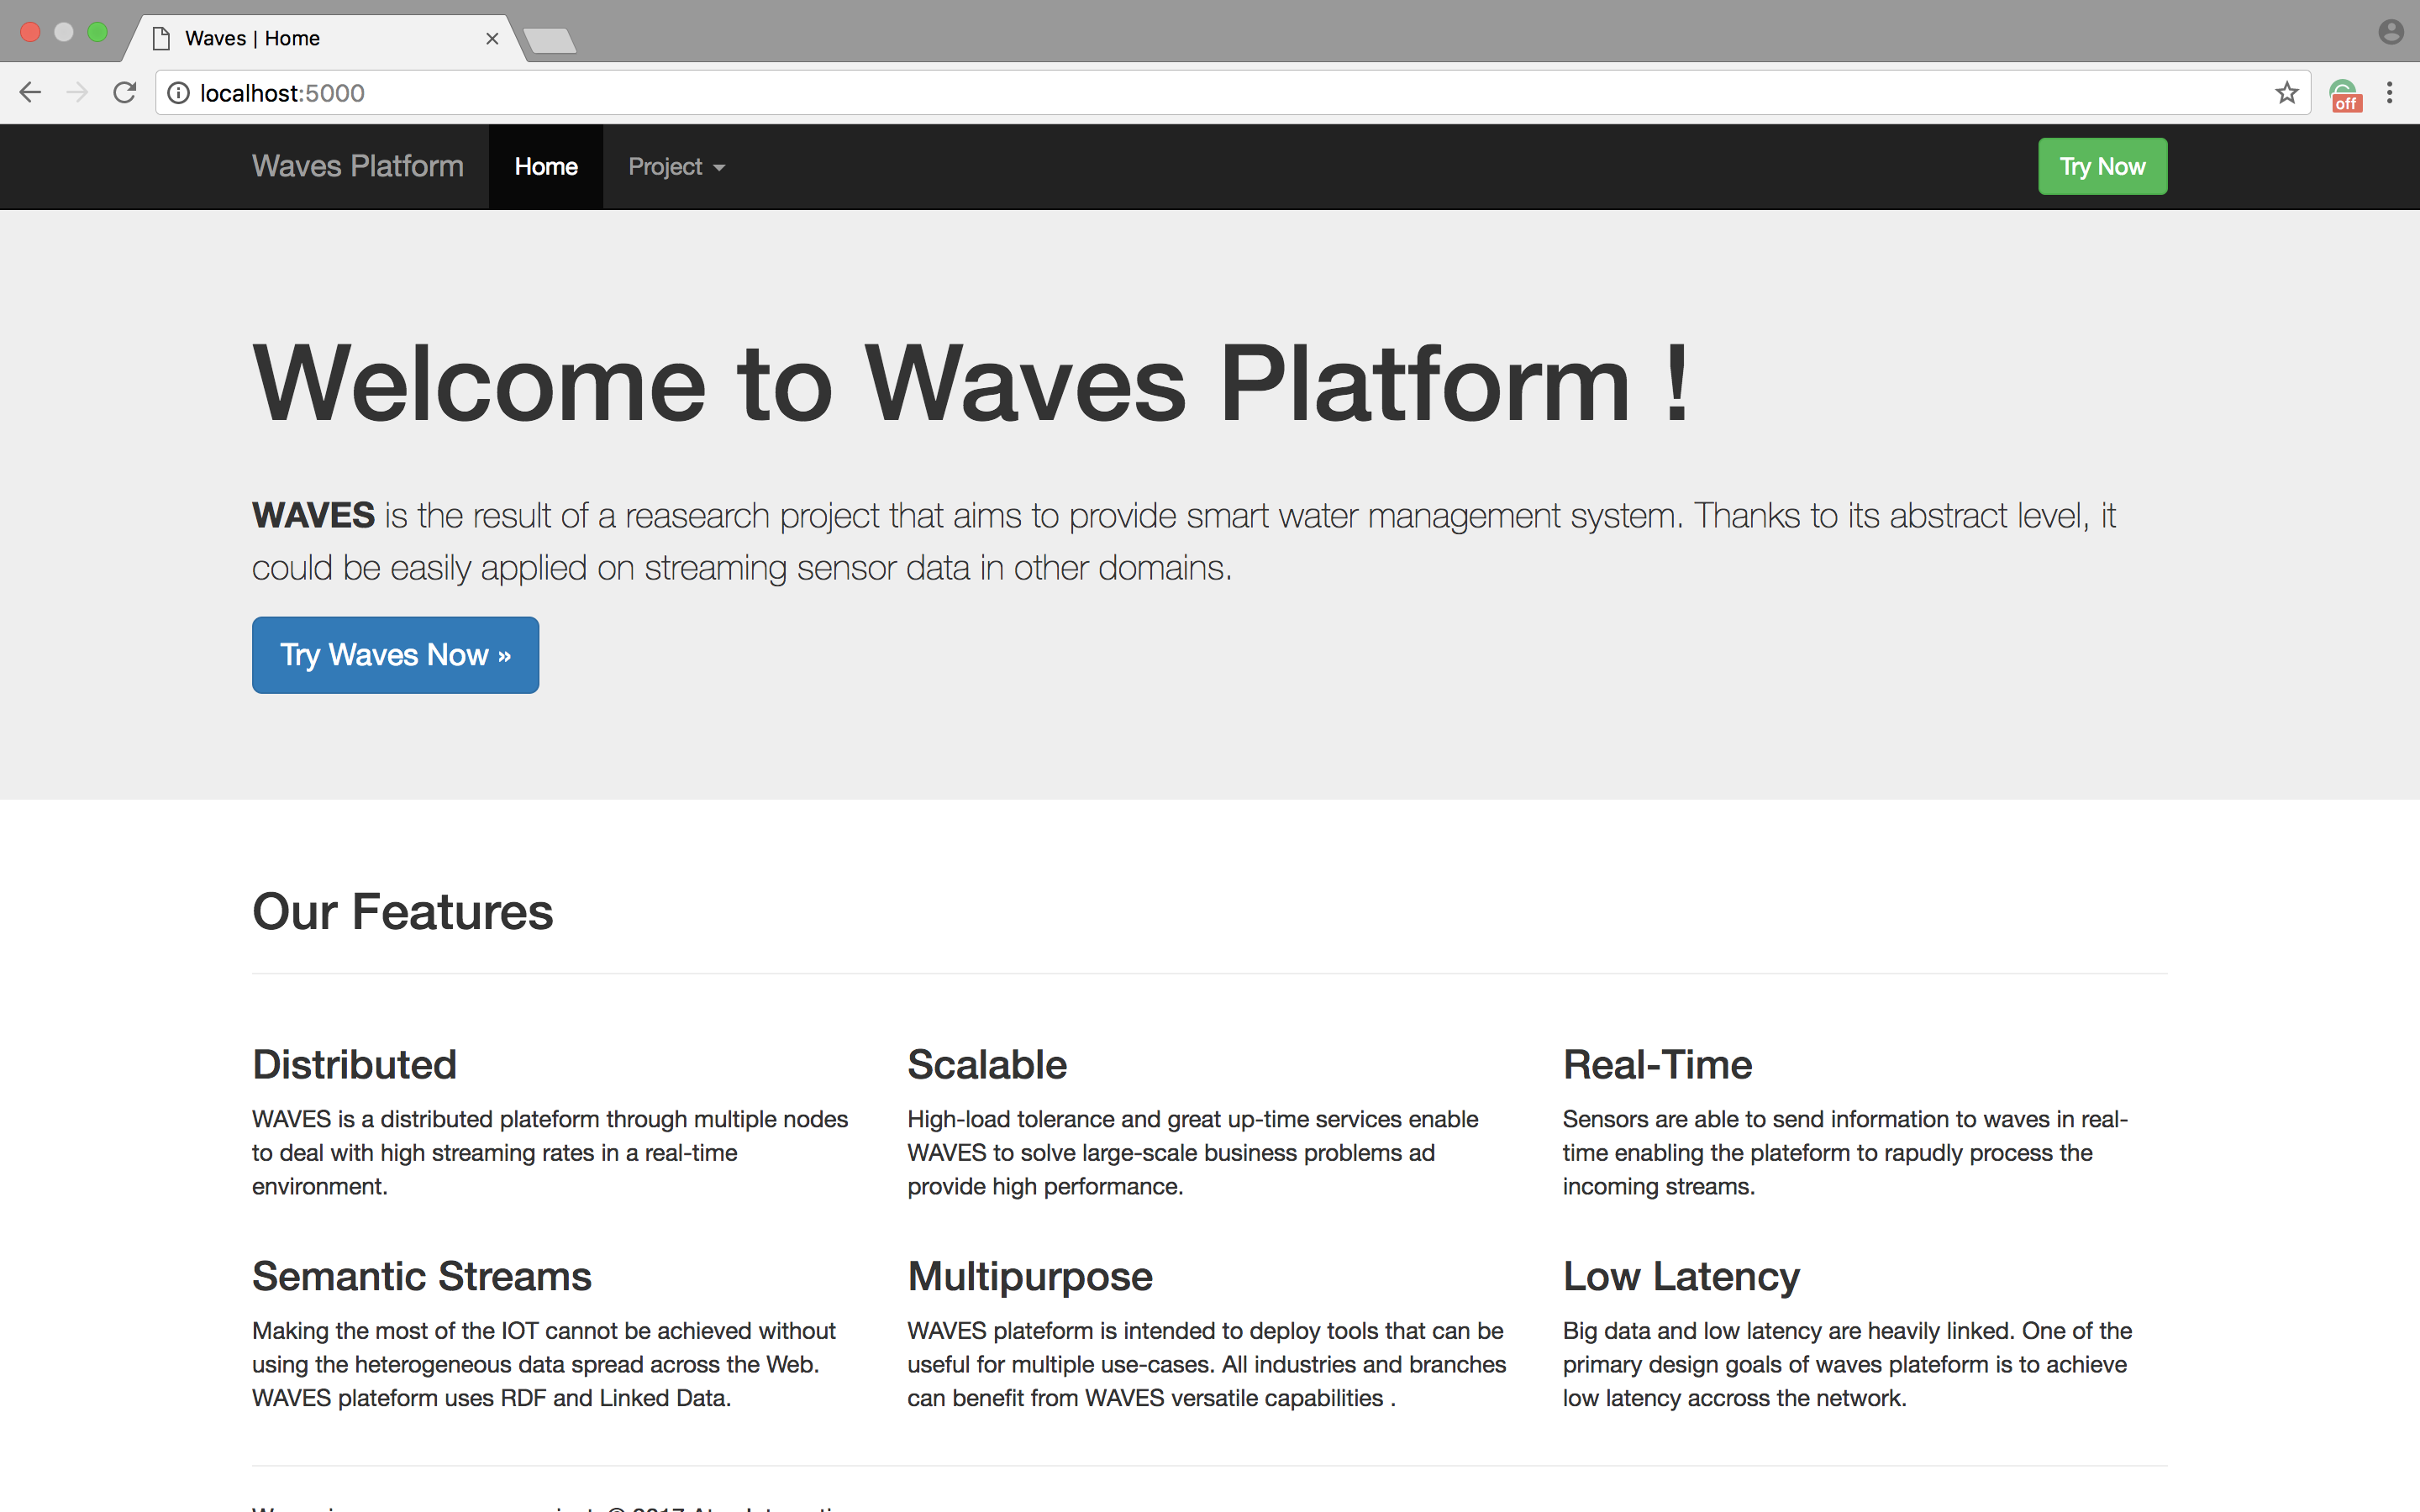 Waves | Home
localhost:5000
off
Waves Platform Home Project Try Now
Welcome to Waves Platform !
WAVES is the result of a reasearch project that aims to provide smart water management system. Thanks to its abstract level, it
could be easily applied on streaming sensor data in other domains.
Try Waves Now »
Our Features
Distributed
WAVES is a distributed plateform through multiple nodes
to deal with high streaming rates in a real-time
environment.
Scalable
High-load tolerance and great up-time services enable
WAVES to solve large-scale business problems ad
provide high performance.
Real-Time
Sensors are able to send information to waves in real-
time enabling the plateform to rapudly process the
incoming streams.
Semantic Streams
Making the most of the IOT cannot be achieved without
using the heterogeneous data spread across the Web.
WAVES plateform uses RDF and Linked Data.
Multipurpose
WAVES plateform is intended to deploy tools that can be
useful for multiple use-cases. All industries and branches
can benefit from WAVES versatile capabilities .
Low Latency
Big data and low latency are heavily linked. One of the
primary design goals of waves plateform is to achieve
low latency accross the network.